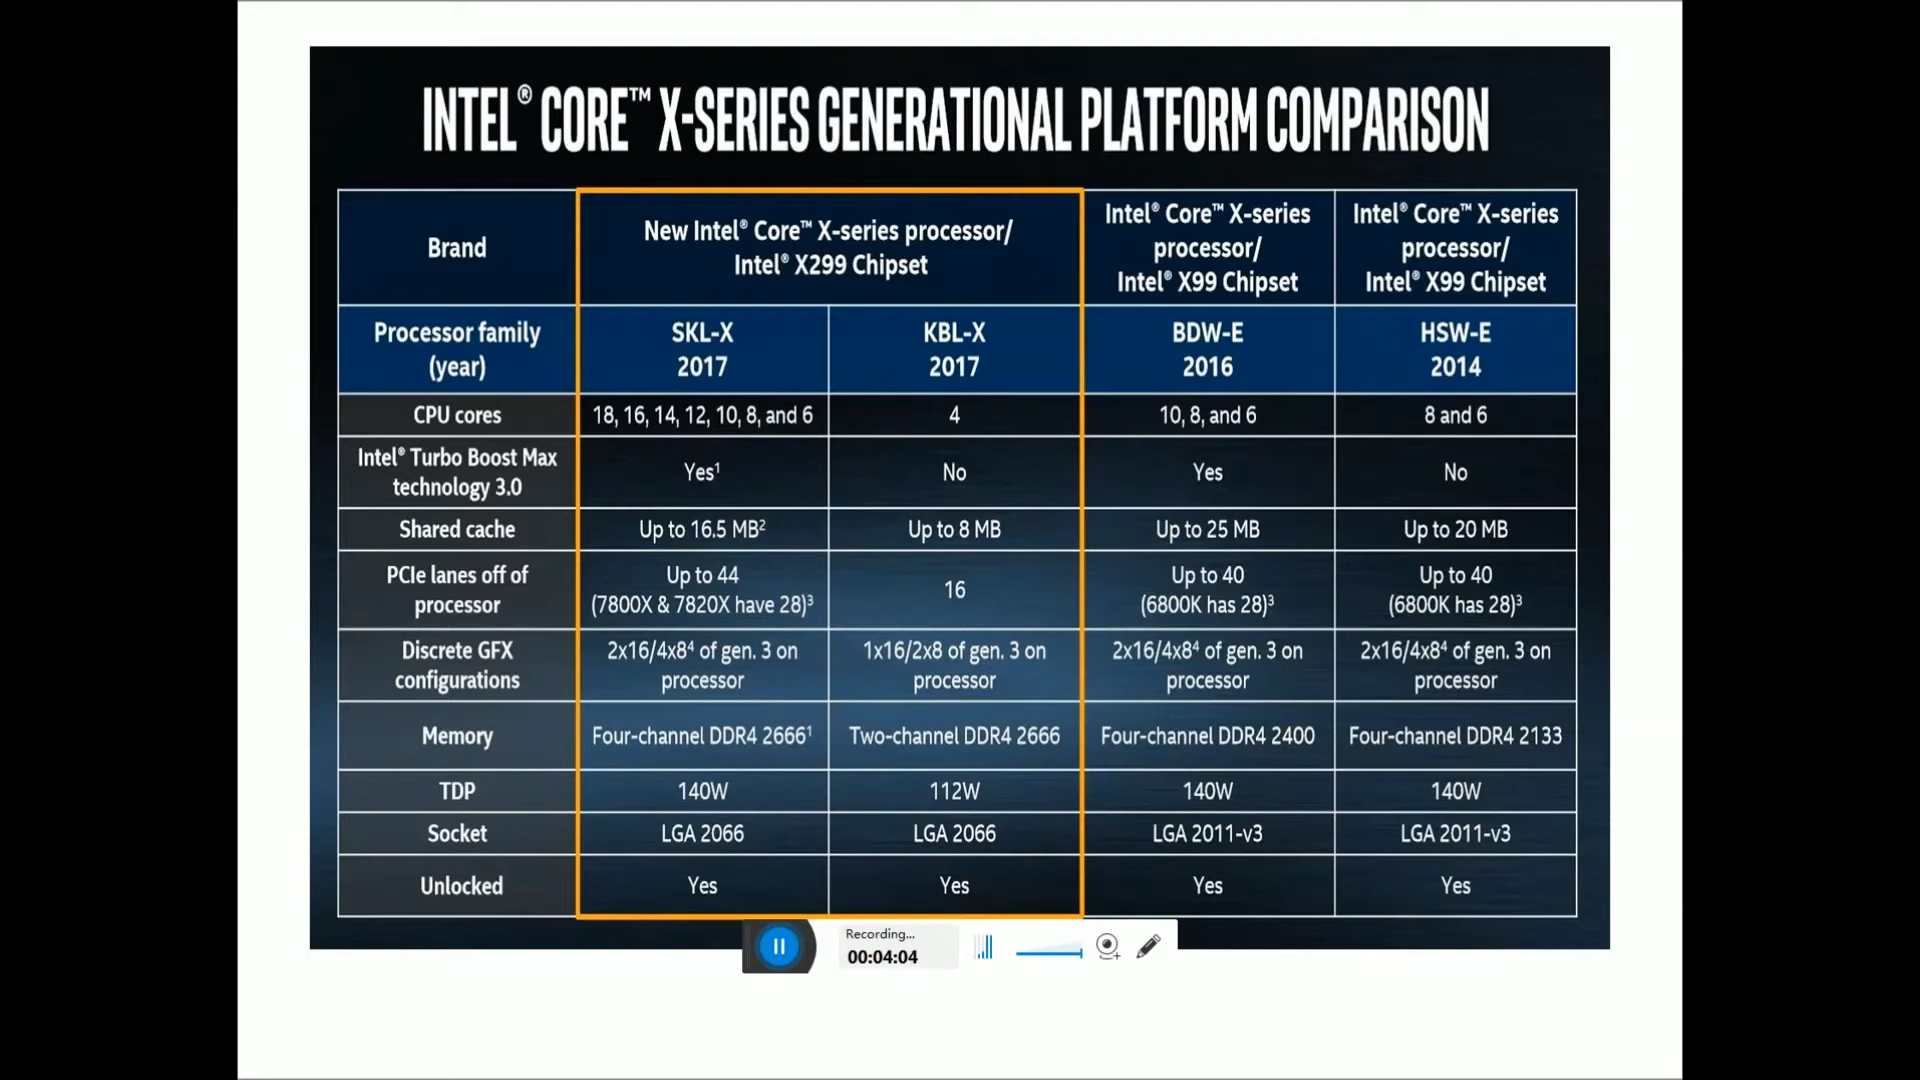 INTEL® CORE™ X-SERIES GENERATIONAL PLATFORM COMPARISON
Brand
New Intel® Core™ X-series processor/
Intel® X299 Chipset
Intel® Core™ X-series
processor/
Intel® X99 Chipset
Intel® Core™ X-series
processor/
Intel® X99 Chipset
Processor family
(year)
SKL-X
2017
KBL-X
2017
BDW-E
2016
HSW-E
2014
CPU cores
18, 16, 14, 12, 10, 8, and 6
4
10, 8, and 6
8 and 6
Intel® Turbo Boost Max
technology 3.0
Yes¹
No
Yes
No
Shared cache
Up to 16.5 MB²
Up to 8 MB
Up to 25 MB
Up to 20 MB
PCIe lanes off of
processor
Up to 44
(7800X & 7820X have 28)³
16
Up to 40
(6800K has 28)³
Up to 40
(6800K has 28)³
Discrete GFX
configurations
2x16/4x8⁴ of gen. 3 on
processor
1x16/2x8 of gen. 3 on
processor
2x16/4x8⁴ of gen. 3 on
processor
2x16/4x8⁴ of gen. 3 on
processor
Memory
Four-channel DDR4 2666¹
Two-channel DDR4 2666
Four-channel DDR4 2400
Four-channel DDR4 2133
TDP
140W
112W
140W
140W
Socket
LGA 2066
LGA 2066
LGA 2011-v3
LGA 2011-v3
Unlocked
Yes
Yes
Yes
Yes
Recording...
00:04:04